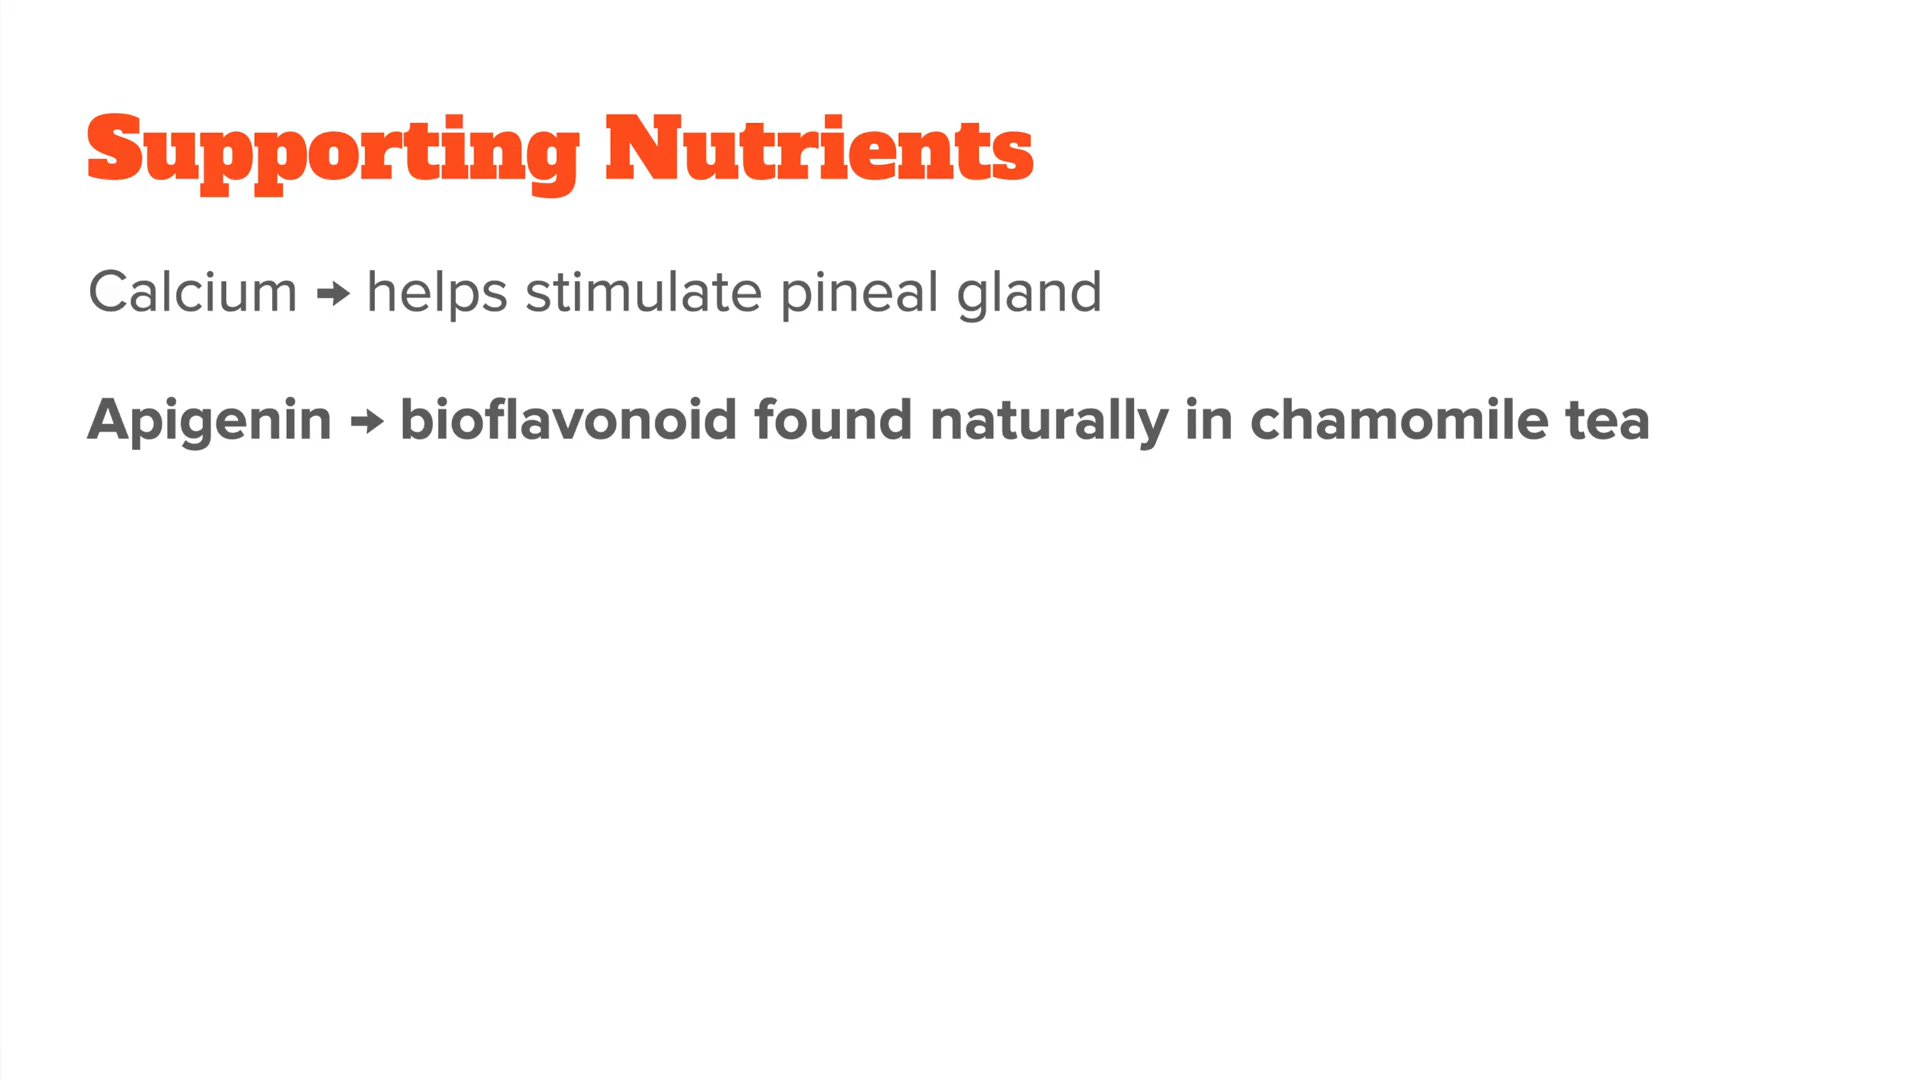 Supporting Nutrients
Calcium → helps stimulate pineal gland
Apigenin → bioflavonoid found naturally in chamomile tea